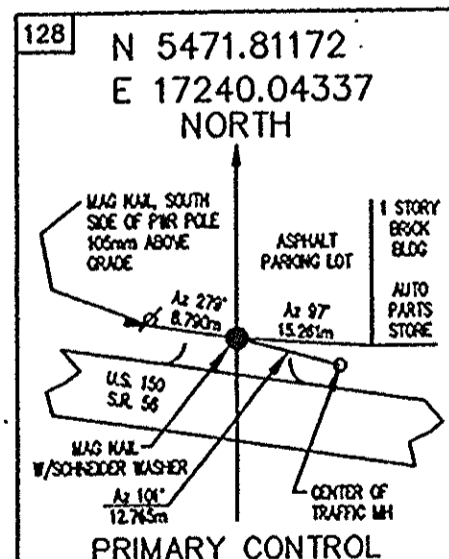 128
N 5471.81172
E 17240.04337
NORTH
MAG NAIL, SOUTH
SIDE OF PWR POLE
105mm ABOVE
GRADE
ASPHALT
PARKING LOT
1 STORY
BRICK
BLDG
AUTO
PARTS
STORE
Az 279°
8.790m
Az 97°
15.261m
U.S. 150
S.R. 56
MAG NAIL
W/SCHNEIDER WASHER
Az 101°
12.765m
CENTER OF
TRAFFIC MH
PRIMARY CONTROL